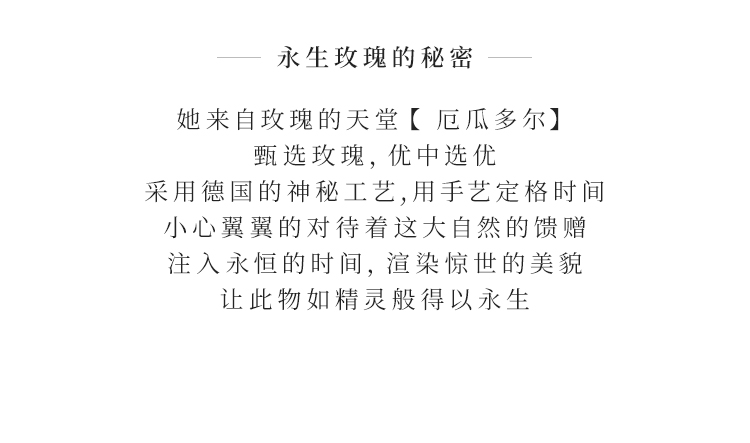 永生玫瑰的秘密
她来自玫瑰的天堂【 厄瓜多尔】
甄选玫瑰, 优中选优
采用德国的神秘工艺,用手艺定格时间
小心翼翼的对待着这大自然的馈赠
注入永恒的时间, 渲染惊世的美貌
让此物如精灵般得以永生